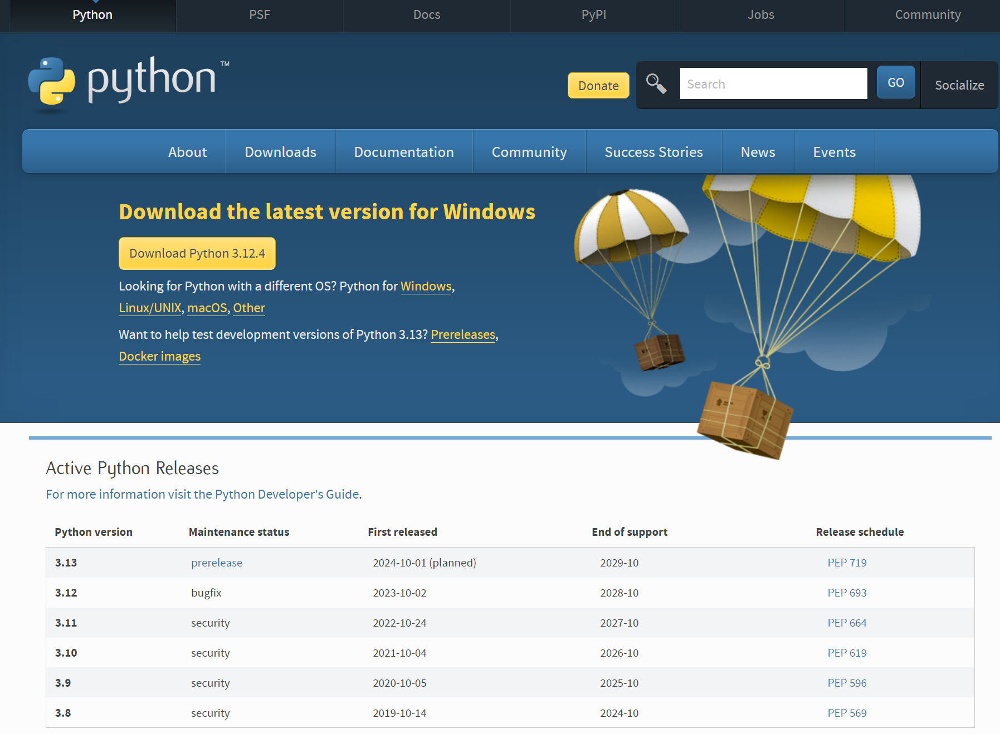 Python PSF Docs PyPI Jobs Community
python™
Donate Search GO Socialize
About Downloads Documentation Community Success Stories News Events
Download the latest version for Windows
Download Python 3.12.4
Looking for Python with a different OS? Python for Windows,
Linux/UNIX, macOS, Other
Want to help test development versions of Python 3.13? Prereleases,
Docker images
Active Python Releases
For more information visit the Python Developer's Guide.
Python version Maintenance status First released End of support Release schedule
3.13 prerelease 2024-10-01 (planned) 2029-10 PEP 719
3.12 bugfix 2023-10-02 2028-10 PEP 693
3.11 security 2022-10-24 2027-10 PEP 664
3.10 security 2021-10-04 2026-10 PEP 619
3.9 security 2020-10-05 2025-10 PEP 596
3.8 security 2019-10-14 2024-10 PEP 569